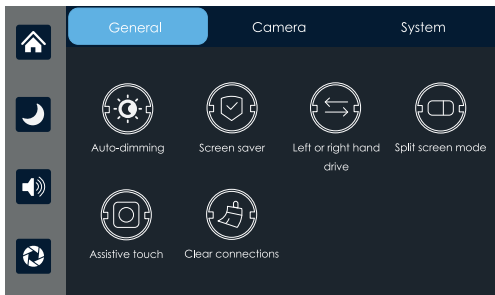 General Camera System
Auto-dimming Screen saver Left or right hand Split screen mode
drive
Assistive touch Clear connections